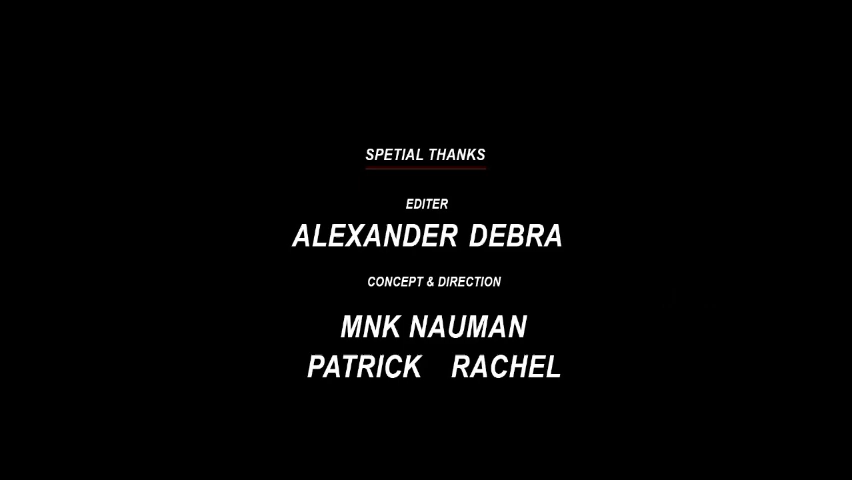 SPETIAL THANKS
EDITER
ALEXANDER DEBRA
CONCEPT & DIRECTION
MNK NAUMAN
PATRICK RACHEL